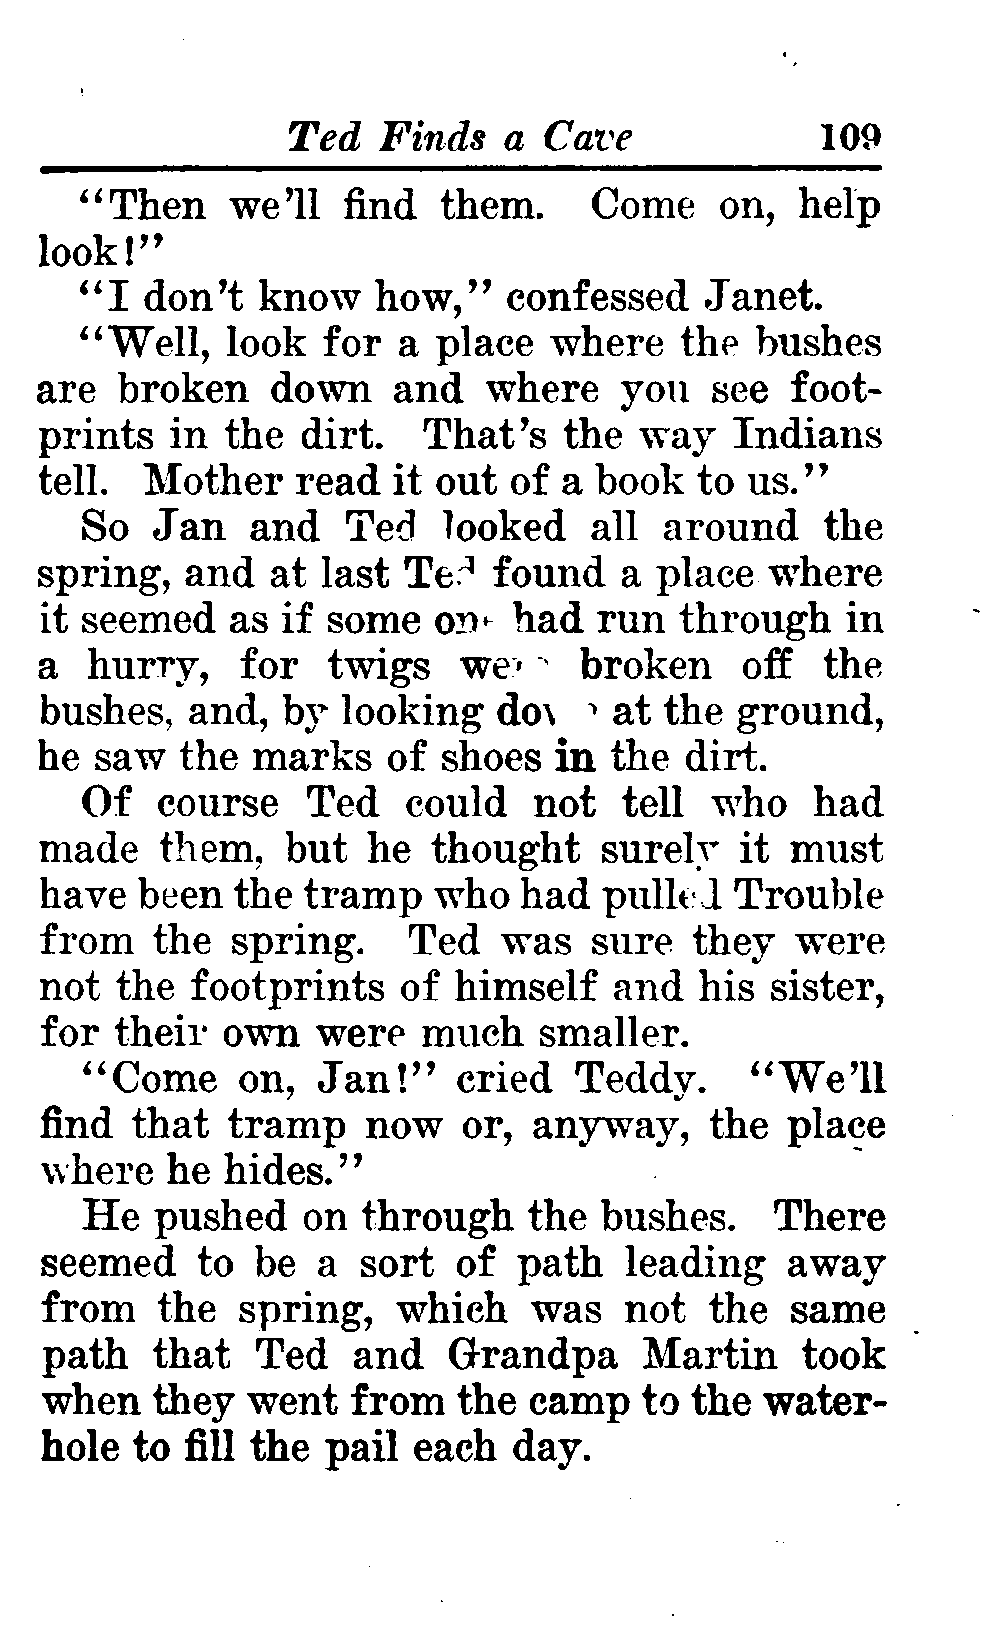 Ted Finds a Cave 109
"Then we'll find them. Come on, help
look!"
"I don't know how," confessed Janet.
"Well, look for a place where the bushes
are broken down and where you see foot-
prints in the dirt. That's the way Indians
tell. Mother read it out of a book to us."
So Jan and Ted looked all around the
spring, and at last Ted found a place where
it seemed as if some one had run through in
a hurry, for twigs were broken off the
bushes, and, by looking down at the ground,
he saw the marks of shoes in the dirt.
Of course Ted could not tell who had
made them, but he thought surely it must
have been the tramp who had pulled Trouble
from the spring. Ted was sure they were
not the footprints of himself and his sister,
for their own were much smaller.
"Come on, Jan!" cried Teddy. "We'll
find that tramp now or, anyway, the place
where he hides."
He pushed on through the bushes. There
seemed to be a sort of path leading away
from the spring, which was not the same
path that Ted and Grandpa Martin took
when they went from the camp to the water-
hole to fill the pail each day.